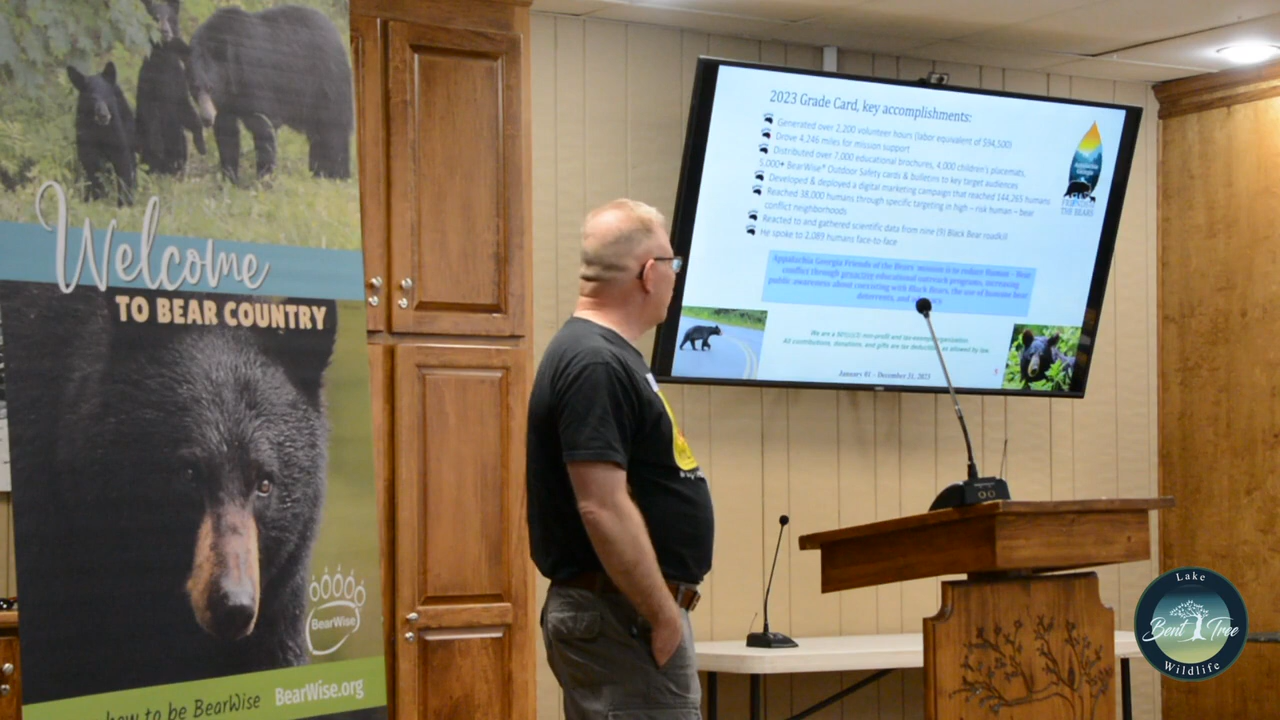 Welcome
TO BEAR COUNTRY
BearWise
how to be BearWise
BearWise.org
2023 Grade Card, key accomplishments:
Generated over 2,200 volunteer hours (labor equivalent of $94,500)
Drove 4,246 miles for mission support
Distributed over 7,000 educational brochures, 4,000 children's placemats,
5,000+ BearWise® Outdoor Safety cards & bulletins to key target audiences
Developed & deployed a digital marketing campaign that reached 144,265 humans
Reached 38,000 humans through specific targeting in high – risk human – bear
conflict neighborhoods
Reacted to and gathered scientific data from nine (9) Black Bear roadkill
He spoke to 2,089 humans face-to-face
Appalachia Georgia Friends of the Bears' mission is to reduce Human – Bear
conflict through proactive educational outreach programs, increasing
public awareness about coexisting with Black Bears, the use of humane bear
deterrents, and
We are a non-profit and tax-exempt organization.
All contributions, donations, and gifts are tax deductible as allowed by law.
January 01 – December 31, 2023
THE BEARS
Lake
Bent Tree
Wildlife